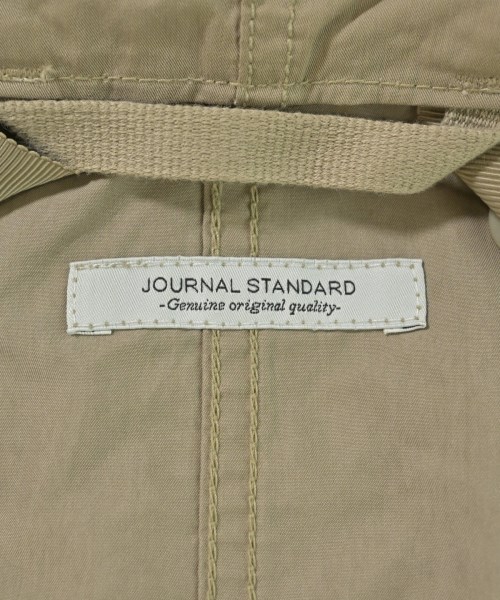 JOURNAL STANDARD
-Genuine original quality-